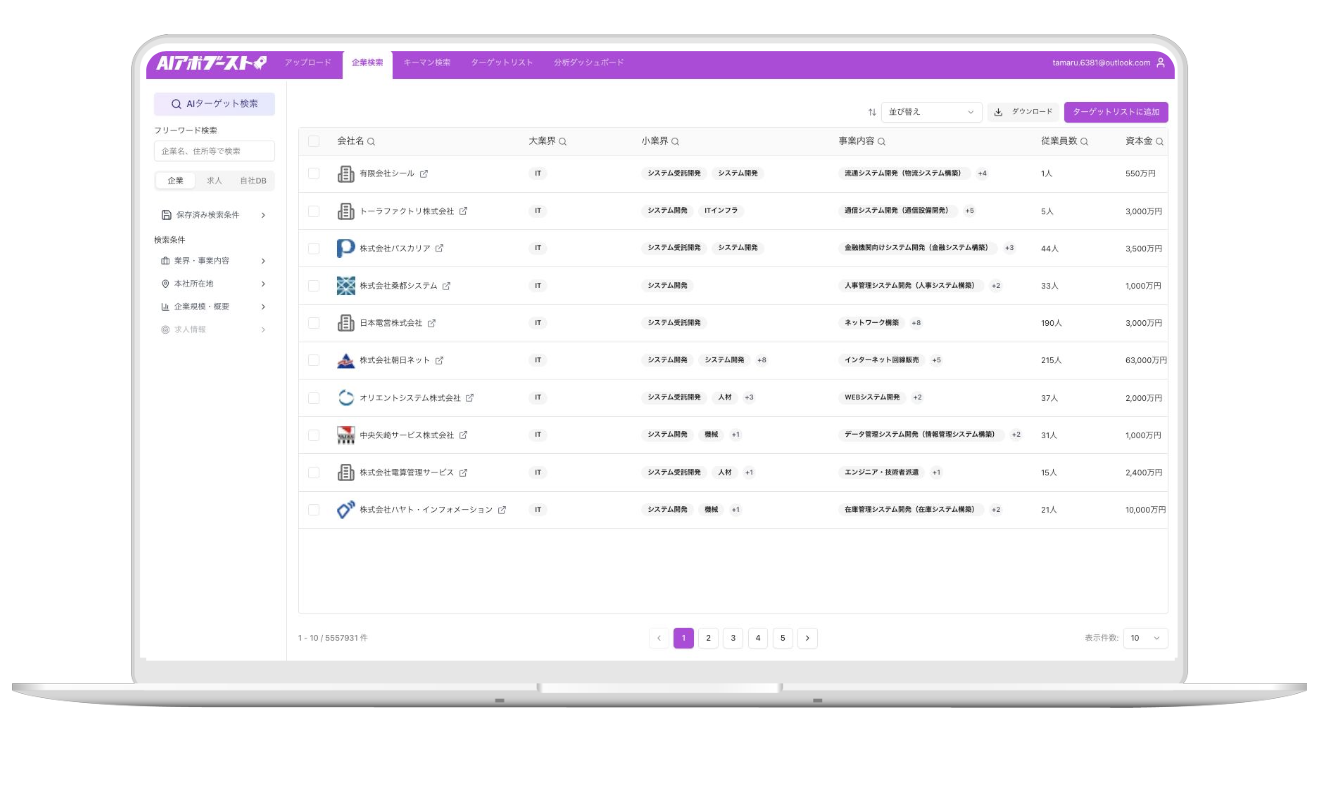 AIアポブースト アップロード 企業検索 キーマン検索 ターゲットリスト 分析ダッシュボード tamaru.6381@outlook.com
AIターゲット検索
フリーワード検索
企業名、住所等で検索
企業 求人 自社DB
保存済み検索条件
検索条件
業界・事業内容
本社所在地
企業規模・概要
求人情報
並び替え ダウンロード ターゲットリストに追加
会社名 大業界 小業界 事業内容 従業員数 資本金
有限会社シール IT システム受託開発 システム開発 流通システム開発（物流システム構築） +4 1人 550万円
トーラファクトリ株式会社 IT システム開発 ITインフラ 通信システム開発（通信設備開発） +5 5人 3,000万円
株式会社パスカリア IT システム受託開発 システム開発 金融機関向けシステム開発（金融システム構築） +3 44人 3,500万円
株式会社桑都システム IT システム開発 人事管理システム開発（人事システム構築） +2 33人 1,000万円
日本電営株式会社 IT システム受託開発 ネットワーク構築 +8 190人 3,000万円
株式会社朝日ネット IT システム開発 システム開発 +8 インターネット回線販売 +5 215人 63,000万円
オリエントシステム株式会社 IT システム受託開発 人材 +3 WEBシステム開発 +2 37人 2,000万円
中央矢崎サービス株式会社 IT システム開発 機械 +1 データ管理システム開発（情報管理システム構築） +2 31人 1,000万円
株式会社電算管理サービス IT システム受託開発 人材 +1 エンジニア・技術者派遣 +1 15人 2,400万円
株式会社ハヤト・インフォメーション IT システム開発 機械 +1 在庫管理システム開発（在庫システム構築） +2 21人 10,000万円
1 - 10 / 5557931 件 1 2 3 4 5 表示件数: 10